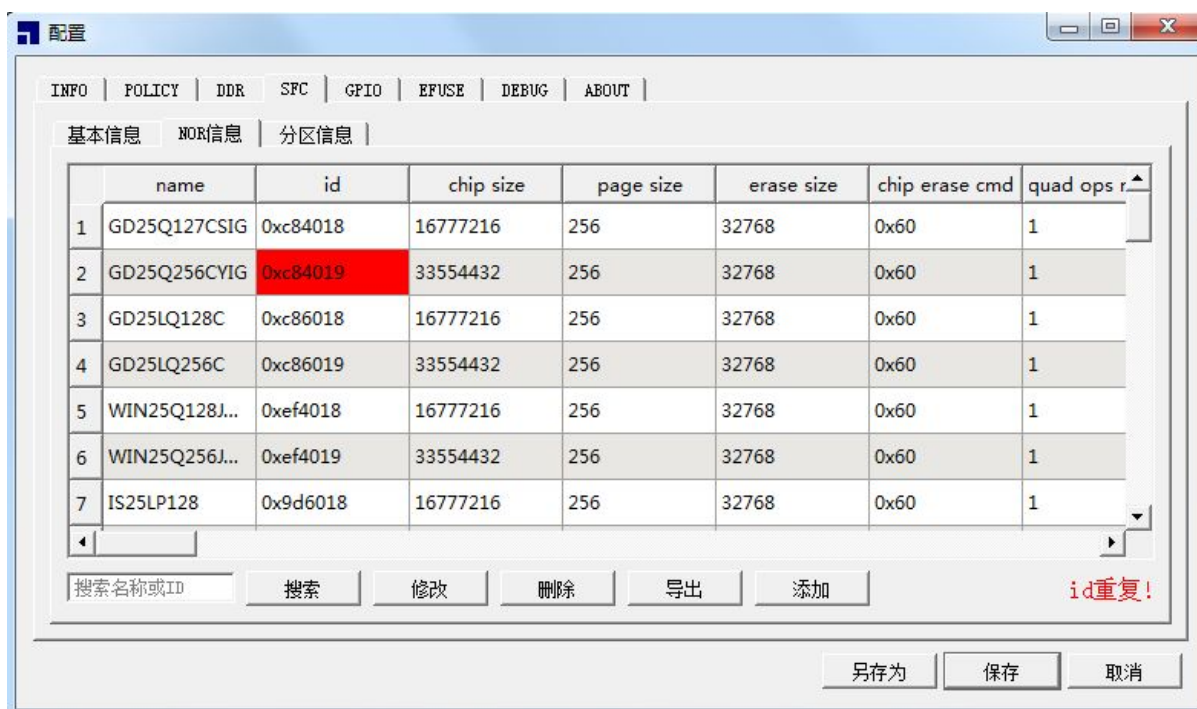 配置
INFO POLICY DDR SFC GPIO EFUSE DEBUG ABOUT
基本信息 NOR信息 分区信息
name id chip size page size erase size chip erase cmd quad ops
1 GD25Q127CSIG 0xc84018 16777216 256 32768 0x60 1
2 GD25Q256CYIG 0xc84019 33554432 256 32768 0x60 1
3 GD25LQ128C 0xc86018 16777216 256 32768 0x60 1
4 GD25LQ256C 0xc86019 33554432 256 32768 0x60 1
5 WIN25Q128J... 0xef4018 16777216 256 32768 0x60 1
6 WIN25Q256J... 0xef4019 33554432 256 32768 0x60 1
7 IS25LP128 0x9d6018 16777216 256 32768 0x60 1
搜索名称或ID 搜索 修改 删除 导出 添加 id重复!
另存为 保存 取消